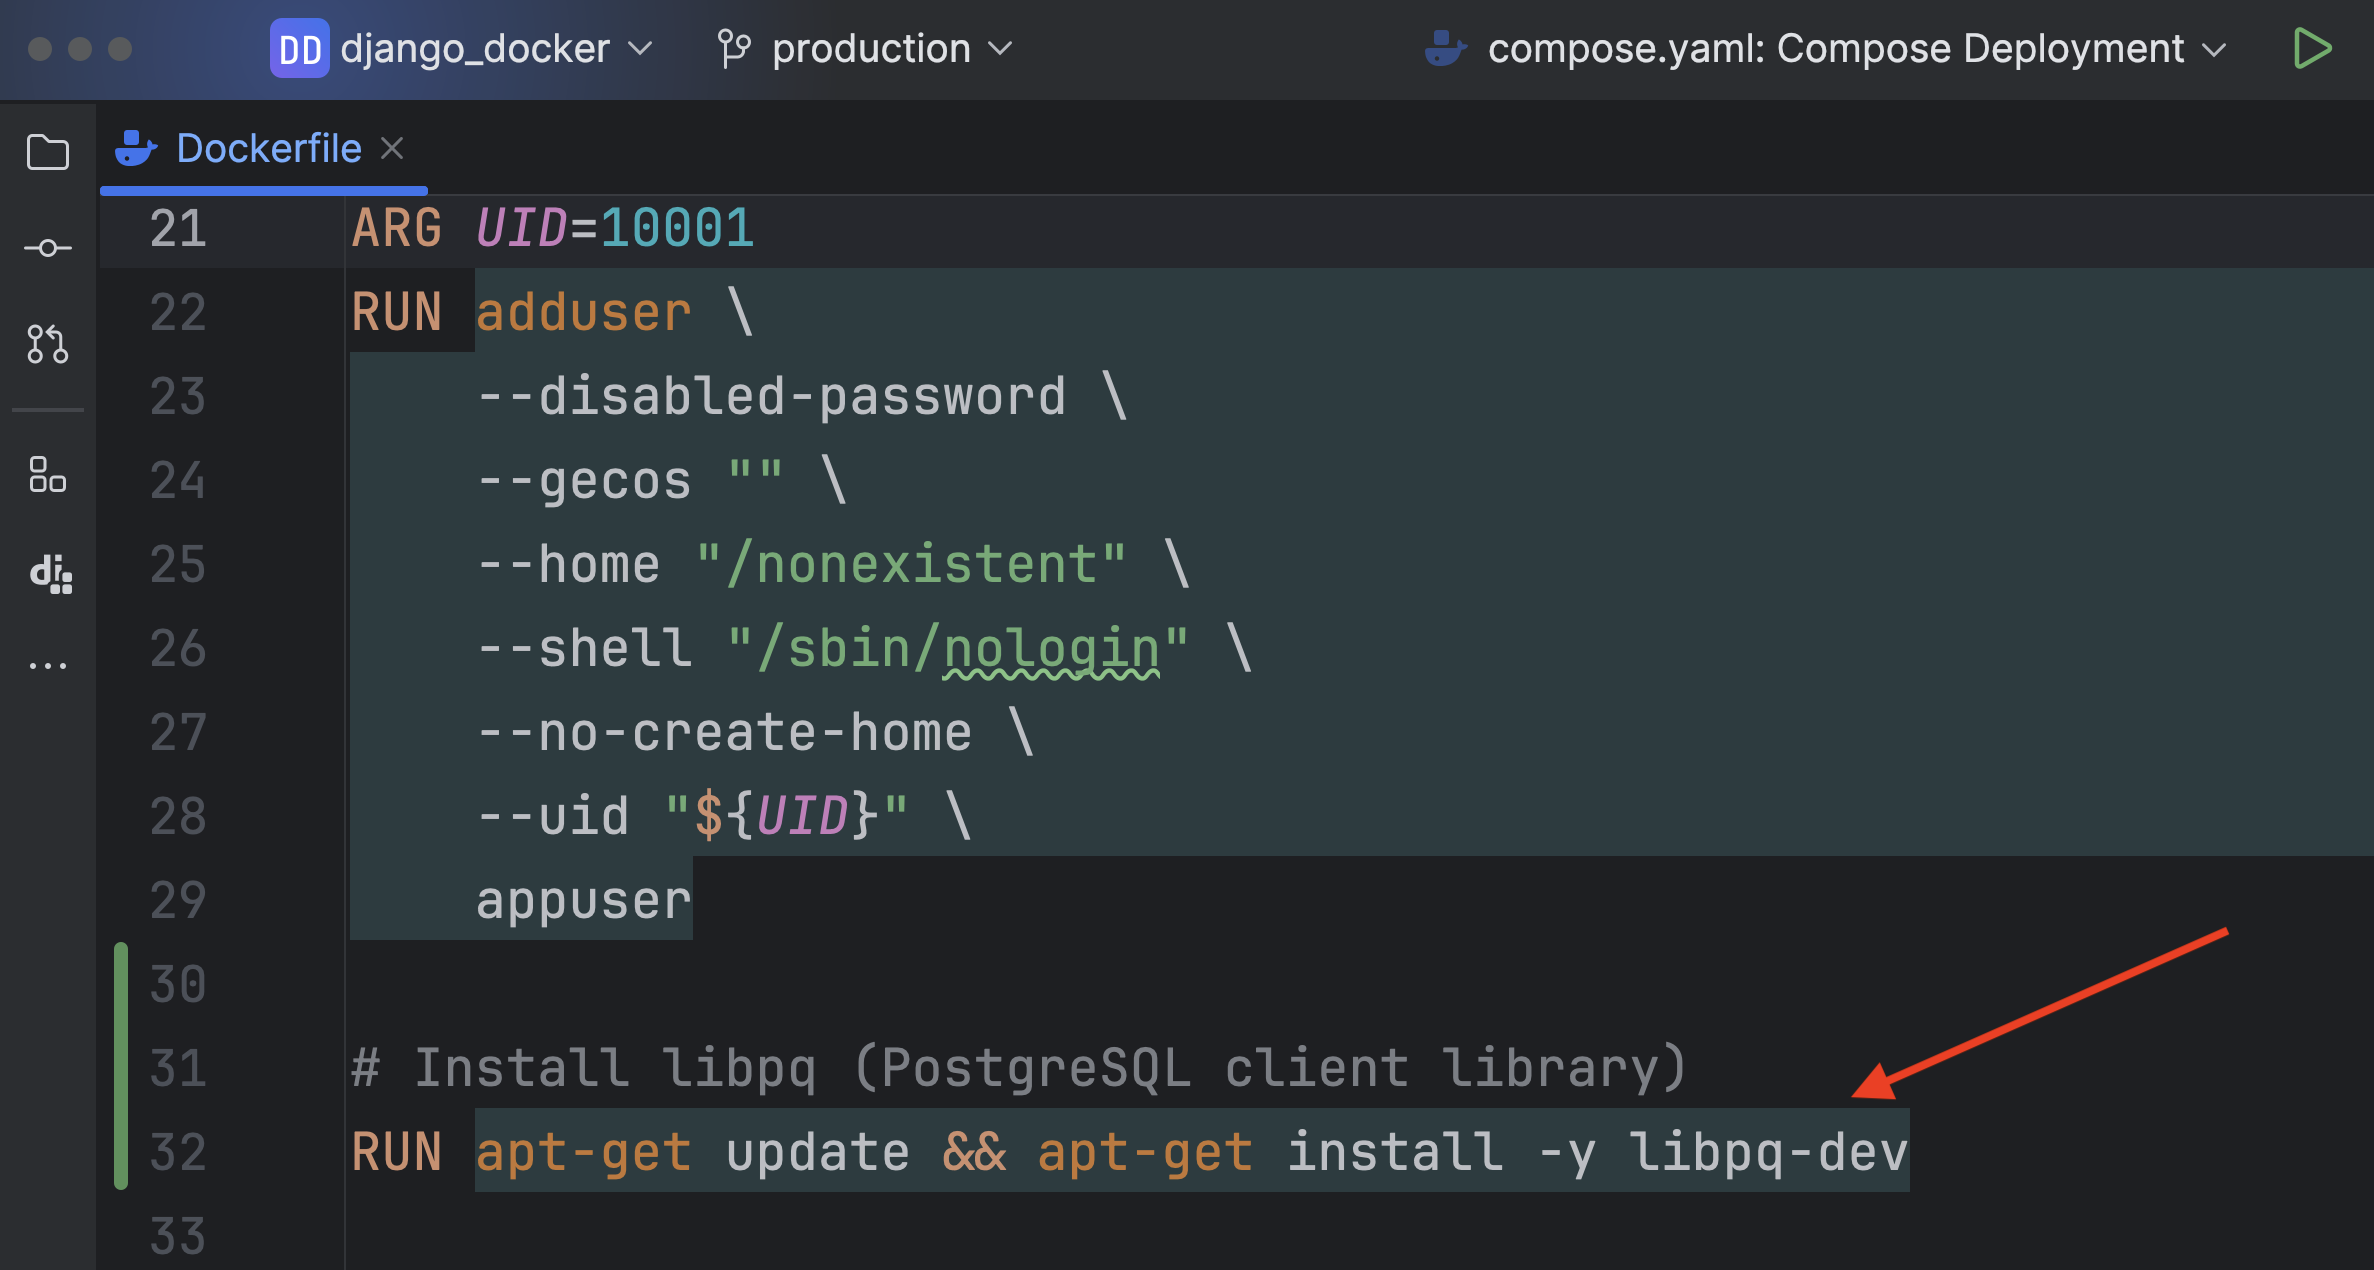 DD django_docker production compose.yaml: Compose Deployment
Dockerfile
21 ARG UID=10001
22 RUN adduser \
23 --disabled-password \
24 --gecos "" \
25 --home "/nonexistent" \
26 --shell "/sbin/nologin" \
27 --no-create-home \
28 --uid "${UID}" \
29 appuser
30
31 # Install libpq (PostgreSQL client library)
32 RUN apt-get update && apt-get install -y libpq-dev
33
dj